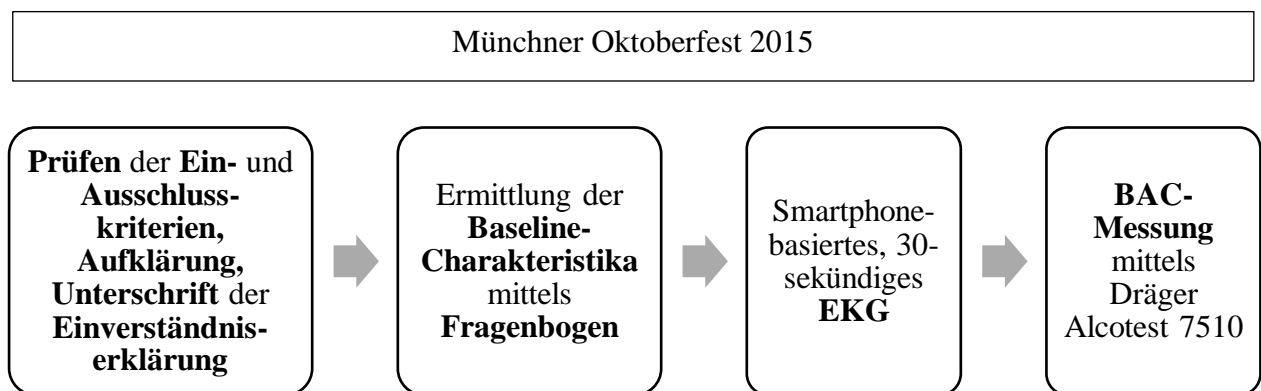 Münchner Oktoberfest 2015
Prüfen der Ein- und
Ausschluss-
kriterien,
Aufklärung,
Unterschrift der
Einverständnis-
erklärung
Ermittlung der
Baseline-
Charakteristika
mittels
Fragenbogen
Smartphone-
basiertes, 30-
sekündiges
EKG
BAC-
Messung
mittels
Dräger
Alcotest 7510